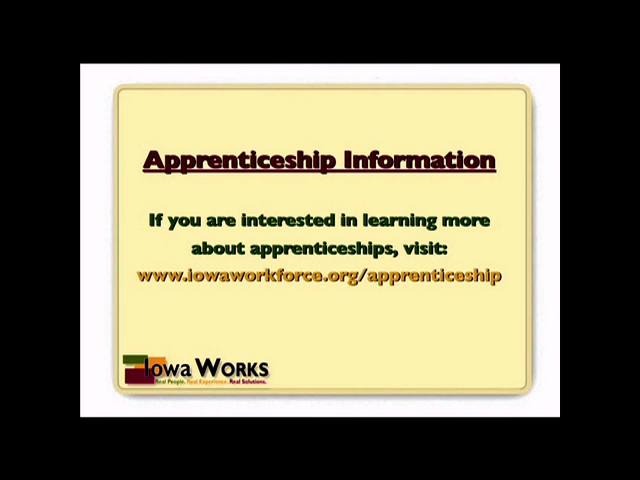 Apprenticeship Information
If you are interested in learning more
about apprenticeships, visit:
www.iowaworkforce.org/apprenticeship
Iowa WORKS
Real People. Real Experience. Real Solutions.